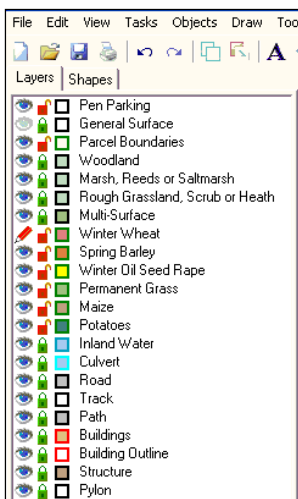 File Edit View Tasks Objects Draw Too
A
Layers Shapes
Pen Parking
General Surface
Parcel Boundaries
Woodland
Marsh, Reeds or Saltmarsh
Rough Grassland, Scrub or Heath
Multi-Surface
Winter Wheat
Spring Barley
Winter Oil Seed Rape
Permanent Grass
Maize
Potatoes
Inland Water
Culvert
Road
Track
Path
Buildings
Building Outline
Structure
Pylon